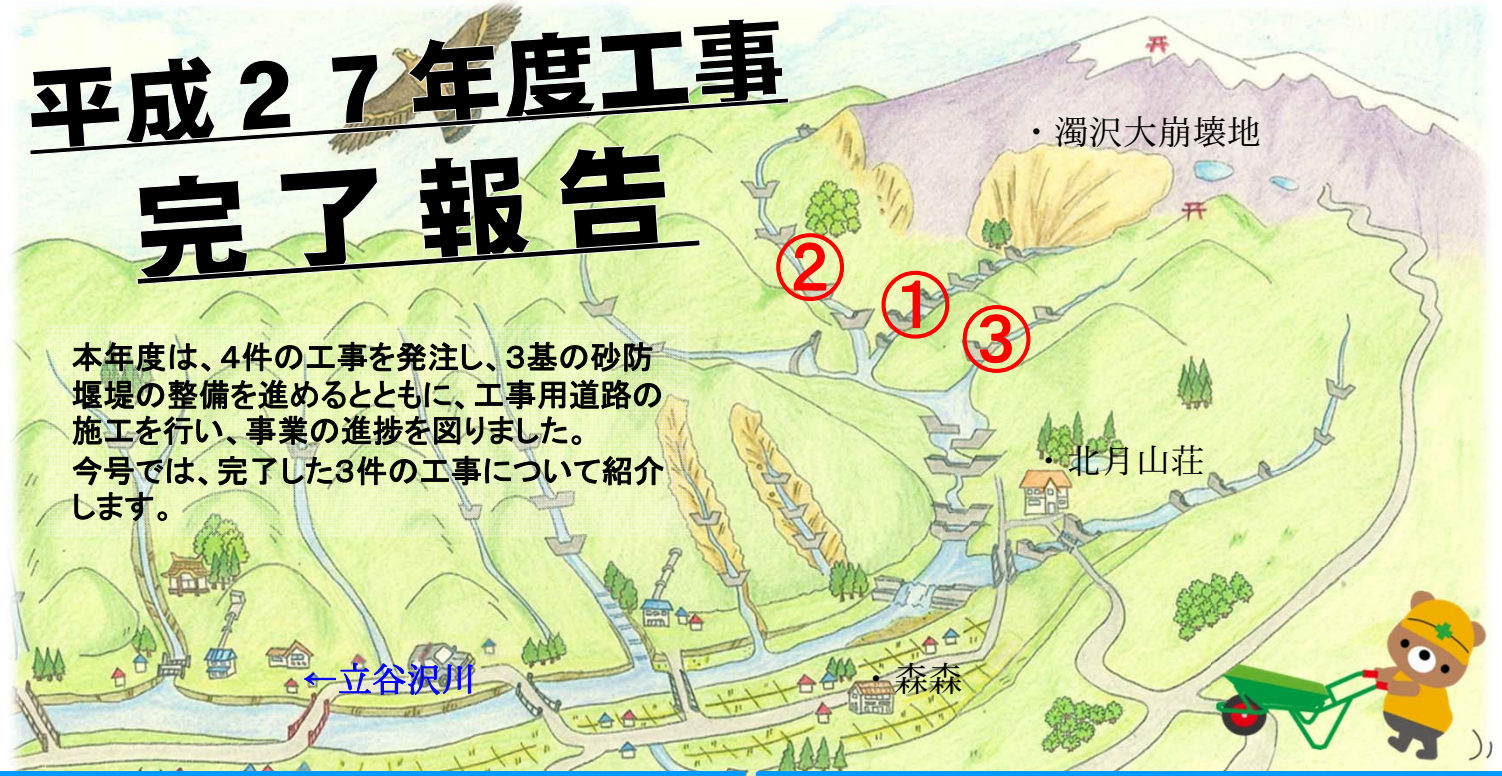 平成２７年度工事
完了報告
・濁沢大崩壊地
②
①
③
本年度は、４件の工事を発注し、３基の砂防
堰堤の整備を進めるとともに、工事用道路の
施工を行い、事業の進捗を図りました。
今号では、完了した３件の工事について紹介
します。
・北月山荘
←立谷沢川
・森森